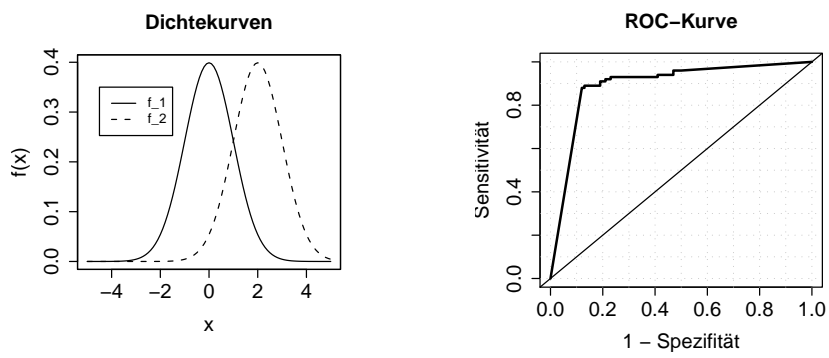 Dichtekurven
f(x)
0.4
0.3
0.2
0.1
0.0
f_1
f_2
−4 −2 0 2 4
x
ROC−Kurve
Sensitivität
0.8
0.4
0.0
0.0 0.2 0.4 0.6 0.8 1.0
1 − Spezifität